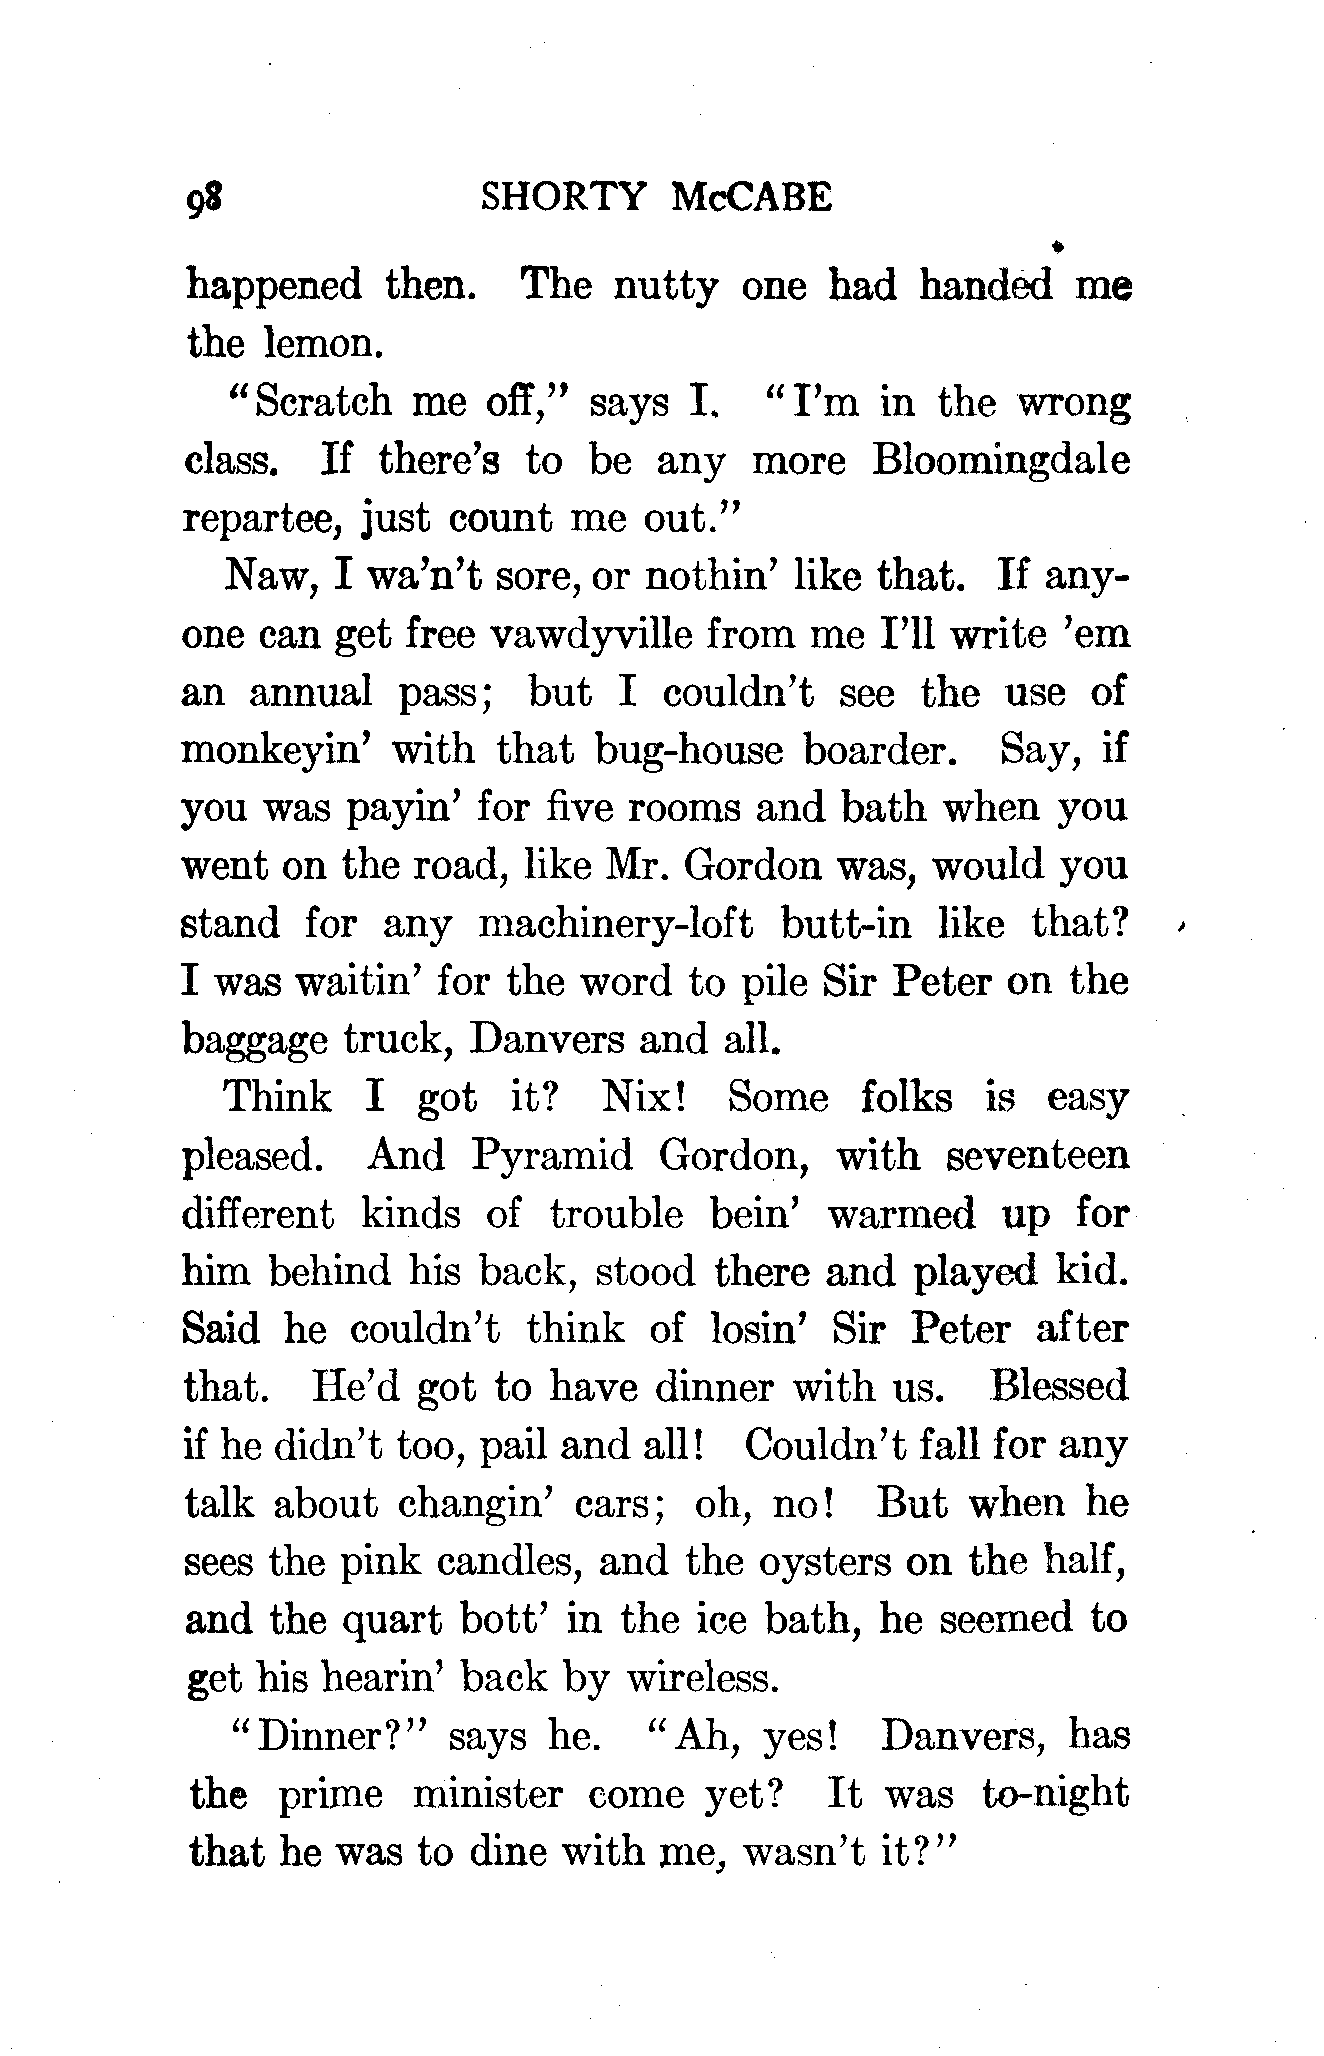 98 SHORTY McCABE
happened then. The nutty one had handed me
the lemon.
"Scratch me off," says I. "I'm in the wrong
class. If there's to be any more Bloomingdale
repartee, just count me out."
Naw, I wa'n't sore, or nothin' like that. If any-
one can get free vawdyville from me I'll write 'em
an annual pass; but I couldn't see the use of
monkeyin' with that bug-house boarder. Say, if
you was payin' for five rooms and bath when you
went on the road, like Mr. Gordon was, would you
stand for any machinery-loft butt-in like that?
I was waitin' for the word to pile Sir Peter on the
baggage truck, Danvers and all.
Think I got it? Nix! Some folks is easy
pleased. And Pyramid Gordon, with seventeen
different kinds of trouble bein' warmed up for
him behind his back, stood there and played kid.
Said he couldn't think of losin' Sir Peter after
that. He'd got to have dinner with us. Blessed
if he didn't too, pail and all! Couldn't fall for any
talk about changin' cars; oh, no! But when he
sees the pink candles, and the oysters on the half,
and the quart bott' in the ice bath, he seemed to
get his hearin' back by wireless.
"Dinner?" says he. "Ah, yes! Danvers, has
the prime minister come yet? It was to-night
that he was to dine with me, wasn't it?"